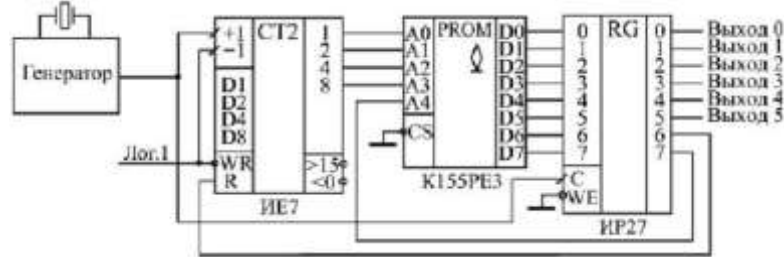 Генератор
Лог.1
+1 CT2 1
−1 2
4
8
D1
D2
D4
D8
WR >15
R <0
ИЕ7
A0 PROM D0
A1 D1
A2 D2
A3 D3
A4 D4
D5
CS D6
D7
К155РЕ3
0 RG 0
1 1
2 2
3 3
4 4
5 5
6 6
7 7
C
WE
ИР27
Выход 0
Выход 1
Выход 2
Выход 3
Выход 4
Выход 5